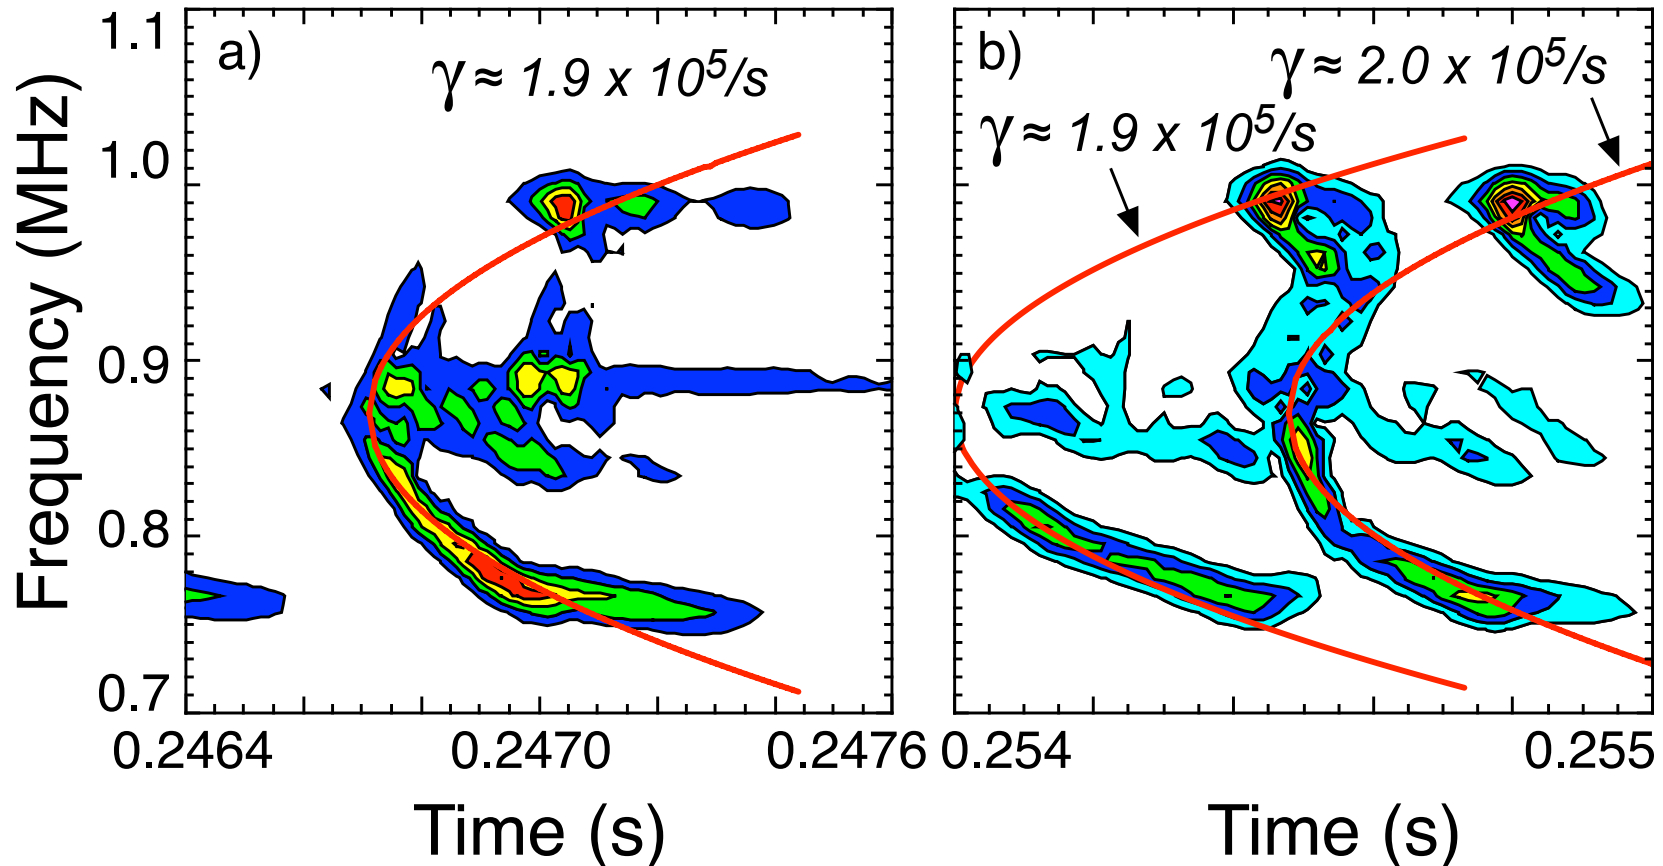 Frequency (MHz)
1.1
1.0
0.9
0.8
0.7
a)
γ ≈ 1.9 x 10⁵/s
0.2464
0.2470
0.2476
Time (s)
b)
γ ≈ 2.0 x 10⁵/s
γ ≈ 1.9 x 10⁵/s
0.254
0.255
Time (s)